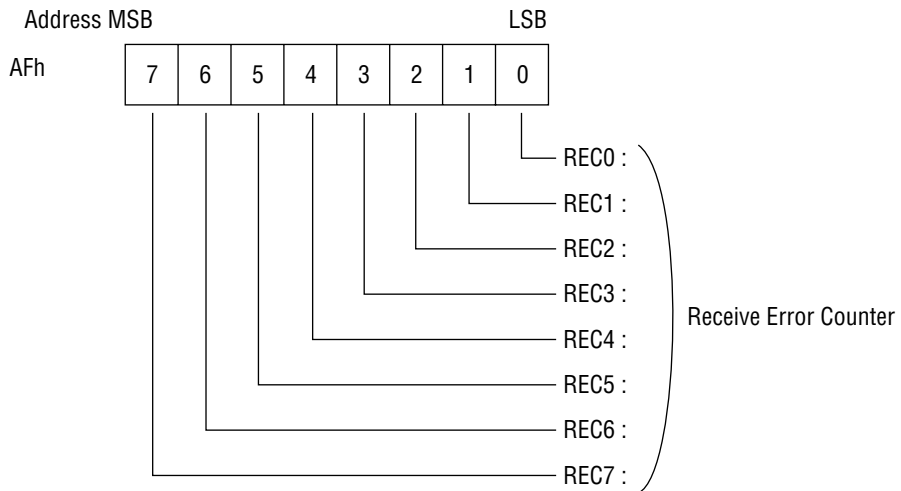 Address MSB LSB
AFh 7 6 5 4 3 2 1 0
REC0 :
REC1 :
REC2 :
REC3 :
Receive Error Counter
REC4 :
REC5 :
REC6 :
REC7 :